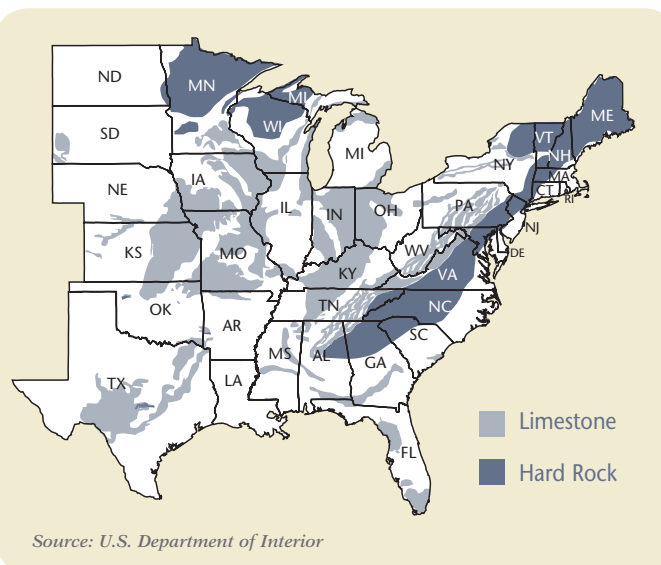 ND
MN
MI
ME
SD
WI
VT
NH
NY
MA
MI
CT
RI
NE
IA
PA
IL
IN
OH
NJ
WV
DE
KS
MO
KY
VA
TN
NC
OK
AR
SC
MS
AL
GA
TX
LA
Limestone
FL
Hard Rock
Source: U.S. Department of Interior